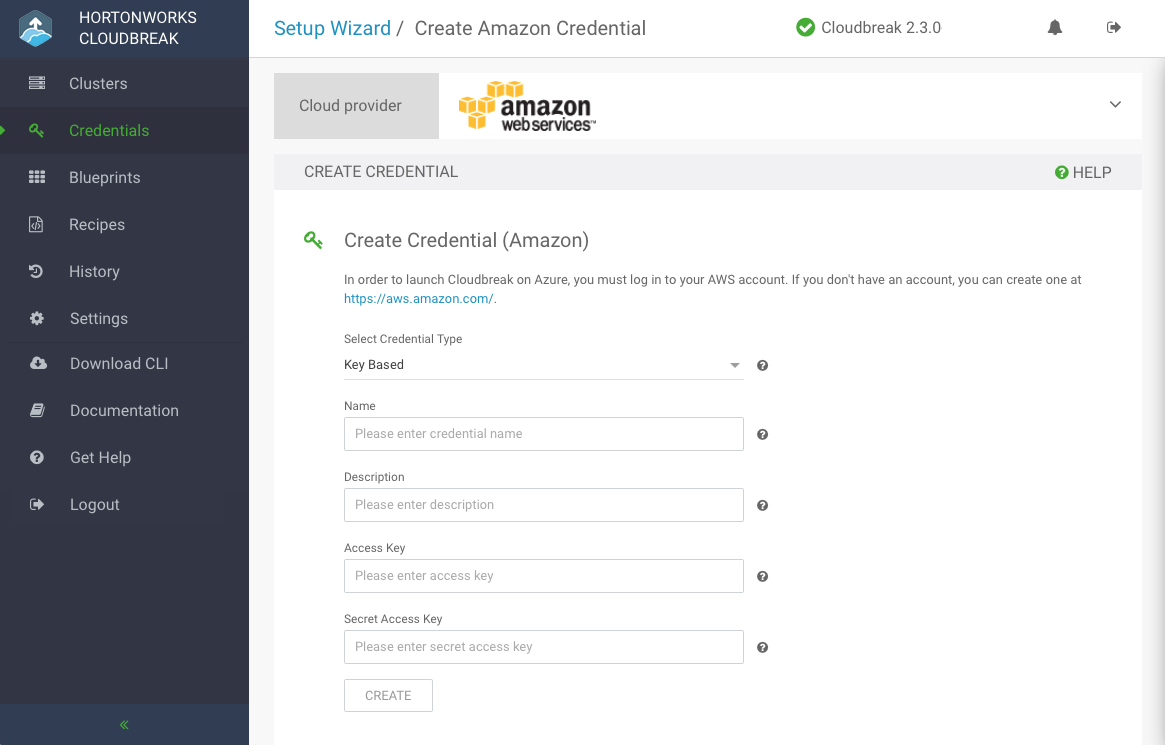 HORTONWORKS
CLOUDBREAK
Clusters
Credentials
Blueprints
Recipes
History
Settings
Download CLI
Documentation
Get Help
Logout
Setup Wizard / Create Amazon Credential
Cloudbreak 2.3.0
Cloud provider
amazon
web services™
CREATE CREDENTIAL
HELP
Create Credential (Amazon)
In order to launch Cloudbreak on Azure, you must log in to your AWS account. If you don't have an account, you can create one at
https://aws.amazon.com/.
Select Credential Type
Key Based
Name
Please enter credential name
Description
Please enter description
Access Key
Please enter access key
Secret Access Key
Please enter secret access key
CREATE